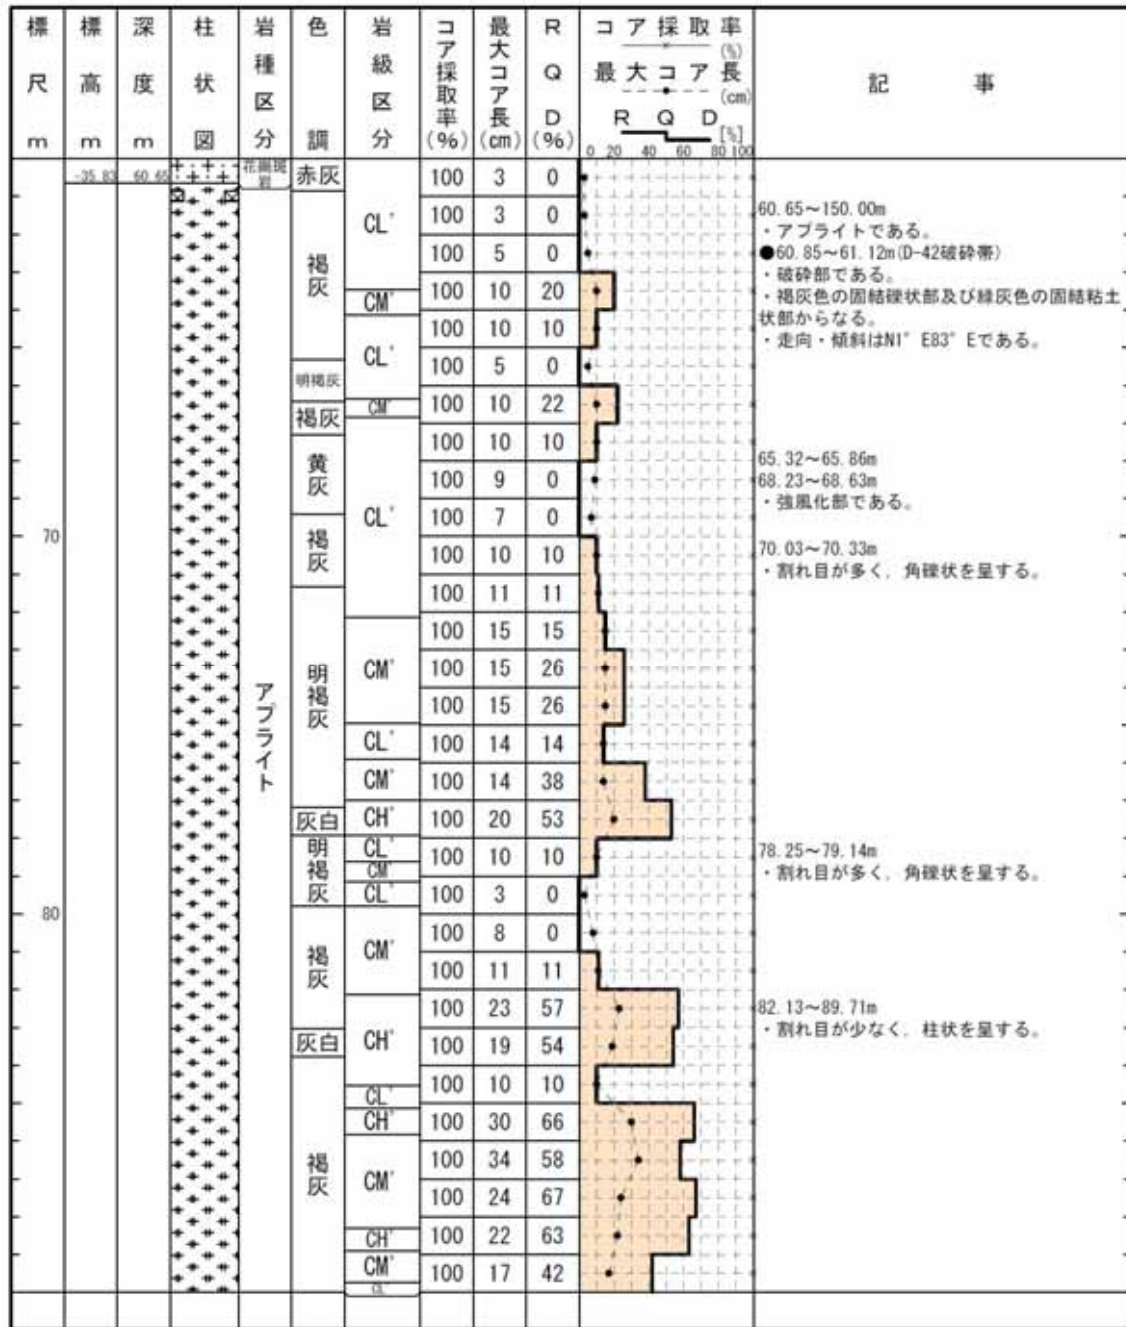 標尺m
標高m
深度m
柱状図
岩種区分
色調
岩級区分
コア採取率(%)
最大コア長(cm)
RQD(%)
コア採取率(%)
最大コア長(cm)
RQD[%]
0 20 40 60 80 100
記事
-35.83 60.65 花崗斑岩 赤灰
アプライト
70
80
褐灰
明褐灰
褐灰
黄灰
褐灰
明褐灰
灰白
明褐灰
褐灰
灰白
褐灰
CL'
CM'
CL'
CM'
CL'
CM'
CL'
CM'
CH'
CL'
CM'
CL'
CM'
CH'
CL'
CH'
CM'
CH'
CM'
CL'
100 3 0
100 3 0
100 5 0
100 10 20
100 10 10
100 5 0
100 10 22
100 10 10
100 9 0
100 7 0
100 10 10
100 11 11
100 15 15
100 15 26
100 15 26
100 14 14
100 14 38
100 20 53
100 10 10
100 3 0
100 8 0
100 11 11
100 23 57
100 19 54
100 10 10
100 30 66
100 34 58
100 24 67
100 22 63
100 17 42
60.65～150.00m
・アプライトである。
●60.85～61.12m(D-42破砕帯)
・破砕部である。
・褐灰色の固結礫状部及び緑灰色の固結粘土
状部からなる。
・走向・傾斜はN1°E83°Eである。
65.32～65.86m
68.23～68.63m
・強風化部である。
70.03～70.33m
・割れ目が多く、角礫状を呈する。
78.25～79.14m
・割れ目が多く、角礫状を呈する。
82.13～89.71m
・割れ目が少なく、柱状を呈する。